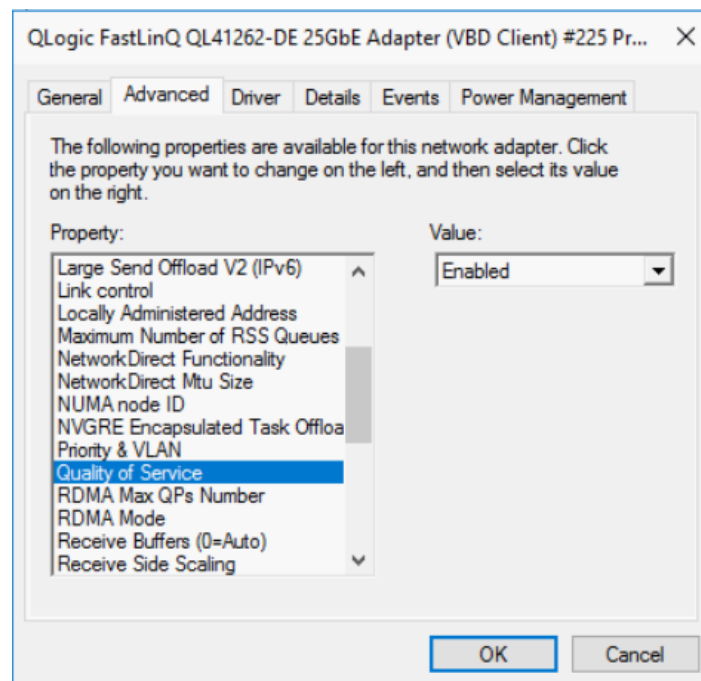 QLogic FastLinQ QL41262-DE 25GbE Adapter (VBD Client) #225 Pr...
General Advanced Driver Details Events Power Management
The following properties are available for this network adapter. Click
the property you want to change on the left, and then select its value
on the right.
Property:
Value:
Large Send Offload V2 (IPv6)
Link control
Locally Administered Address
Maximum Number of RSS Queues
NetworkDirect Functionality
NetworkDirect Mtu Size
NUMA node ID
NVGRE Encapsulated Task Offloa
Priority & VLAN
Quality of Service
RDMA Max QPs Number
RDMA Mode
Receive Buffers (0=Auto)
Receive Side Scaling
Enabled
OK
Cancel